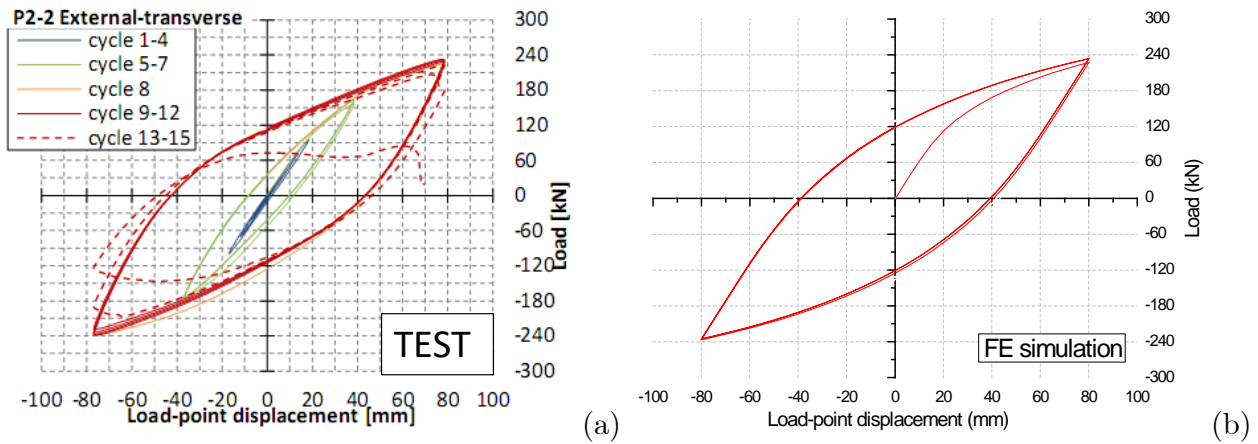 P2-2 External-transverse
cycle 1-4
cycle 5-7
cycle 8
cycle 9-12
cycle 13-15
300
240
180
120
60
0
-60
-120
-180
-240
-300
Load [kN]
TEST
-100 -80 -60 -40 -20 0 20 40 60 80 100
Load-point displacement [mm]
(a)
300
240
180
120
60
0
-60
-120
-180
-240
-300
Load (kN)
FE simulation
-100 -80 -60 -40 -20 0 20 40 60 80 100
Load-point displacement (mm)
(b)